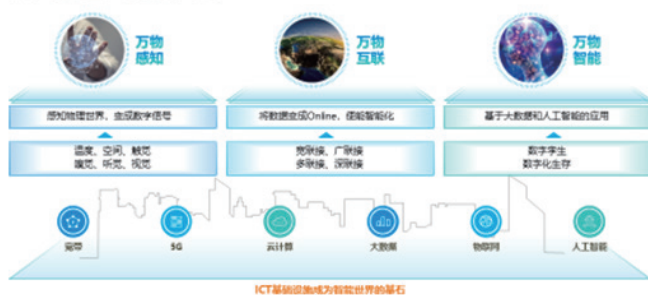 万物
感知
万物
互联
万物
智能
感知物理世界、变成数字信号
将数据变成Online、使能智能化
基于大数据和人工智能的应用
温度、空间、触觉
嗅觉、听觉、视觉
宽联接、广联接
多联接、深联接
数字孪生
数字化生存
宽带
5G
云计算
大数据
物联网
人工智能
ICT基础设施成为智能世界的基石